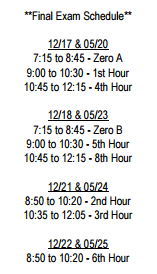 **Final Exam Schedule**
12/17 & 05/20
7:15 to 8:45 - Zero A
9:00 to 10:30 - 1st Hour
10:45 to 12:15 - 4th Hour
12/18 & 05/23
7:15 to 8:45 - Zero B
9:00 to 10:30 - 5th Hour
10:45 to 12:15 - 8th Hour
12/21 & 05/24
8:50 to 10:20 - 2nd Hour
10:35 to 12:05 - 3rd Hour
12/22 & 05/25
8:50 to 10:20 - 6th Hour